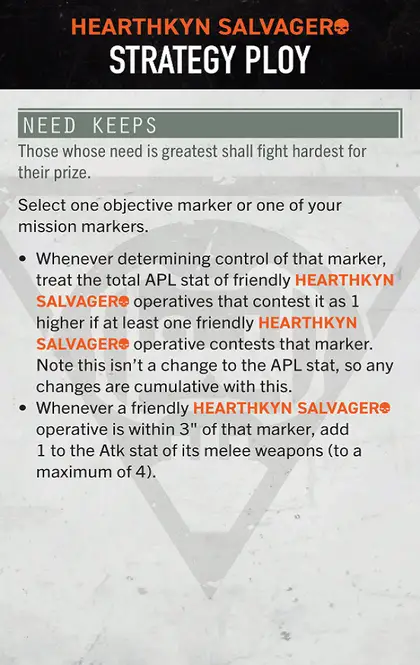 HEARTHKYN SALVAGER
STRATEGY PLOY
NEED KEEPS
Those whose need is greatest shall fight hardest for
their prize.
Select one objective marker or one of your
mission markers.
• Whenever determining control of that marker,
treat the total APL stat of friendly HEARTHKYN
SALVAGER operatives that contest it as 1
higher if at least one friendly HEARTHKYN
SALVAGER operative contests that marker.
Note this isn’t a change to the APL stat, so any
changes are cumulative with this.
• Whenever a friendly HEARTHKYN SALVAGER
operative is within 3" of that marker, add
1 to the Atk stat of its melee weapons (to a
maximum of 4).